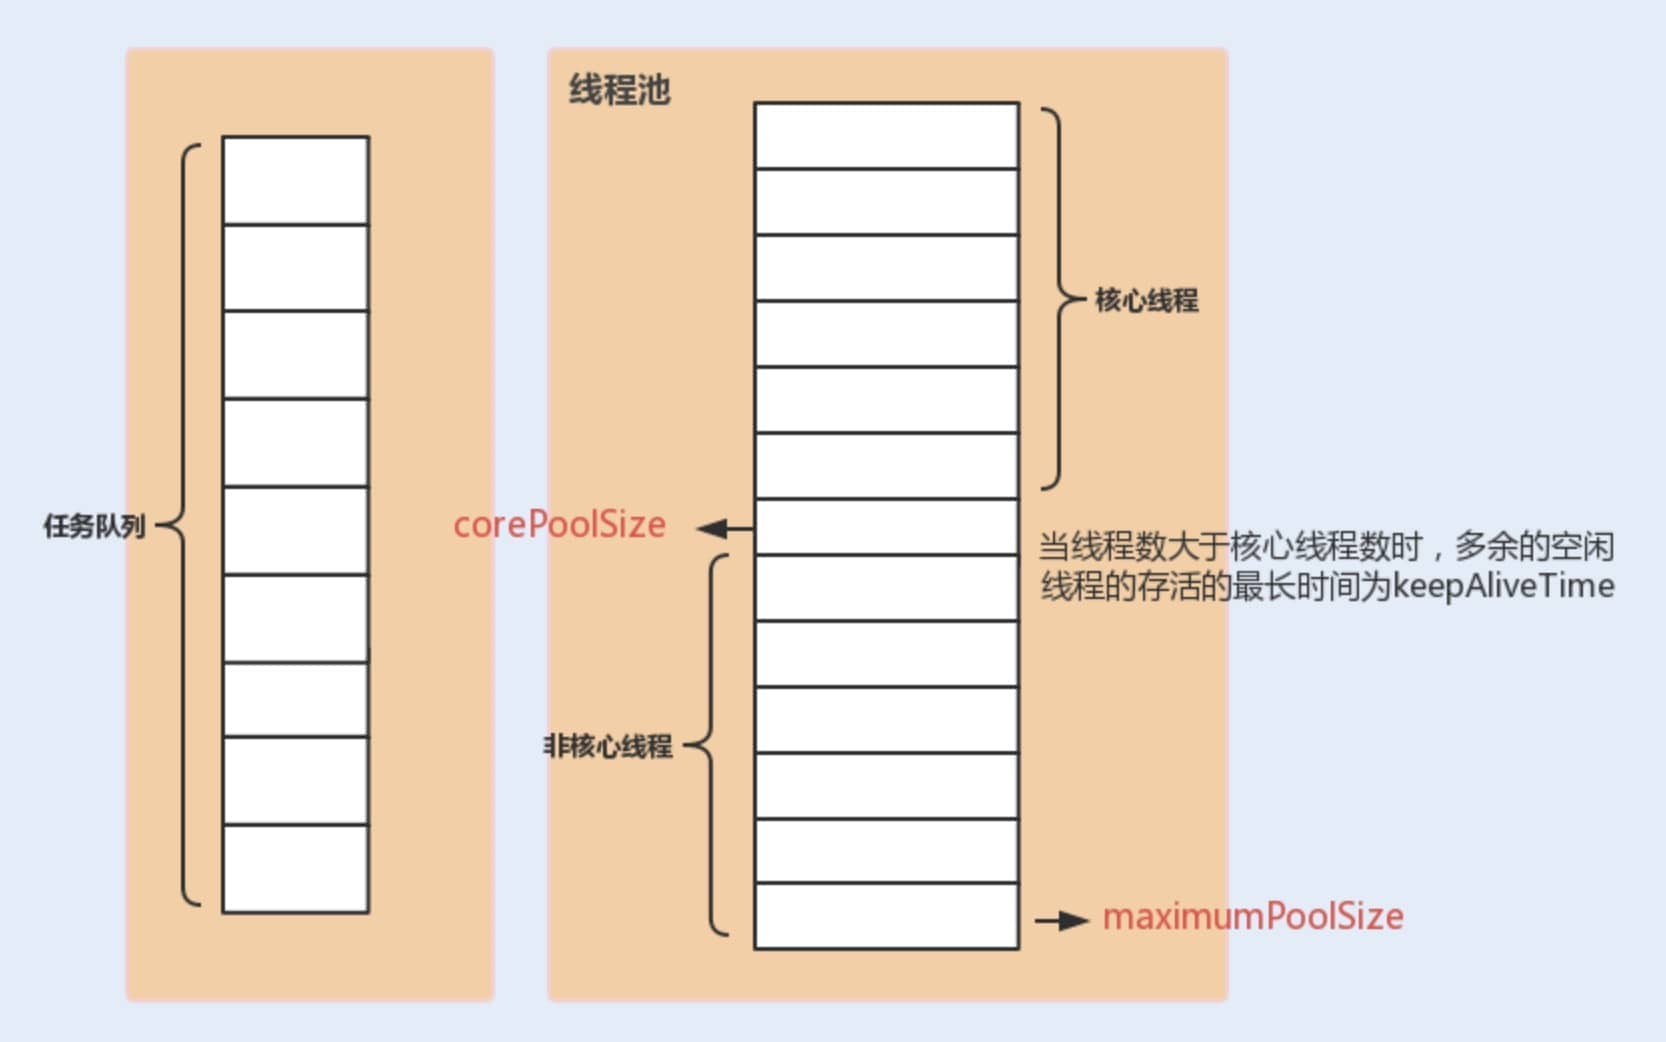 线程池
核心线程
任务队列
corePoolSize
当线程数大于核心线程数时，多余的空闲
线程的存活的最长时间为keepAliveTime
非核心线程
maximumPoolSize